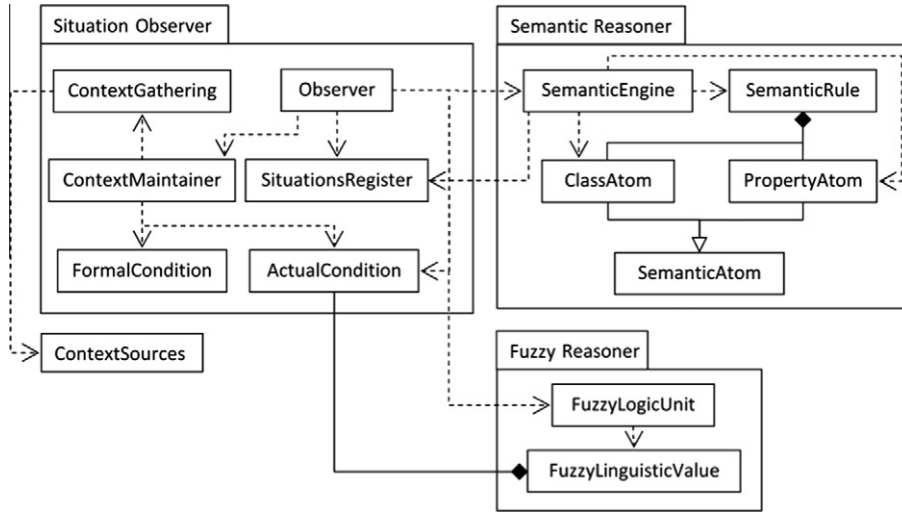 Situation Observer
ContextGathering
Observer
ContextMaintainer
SituationsRegister
FormalCondition
ActualCondition
ContextSources
Semantic Reasoner
SemanticEngine
SemanticRule
ClassAtom
PropertyAtom
SemanticAtom
Fuzzy Reasoner
FuzzyLogicUnit
FuzzyLinguisticValue